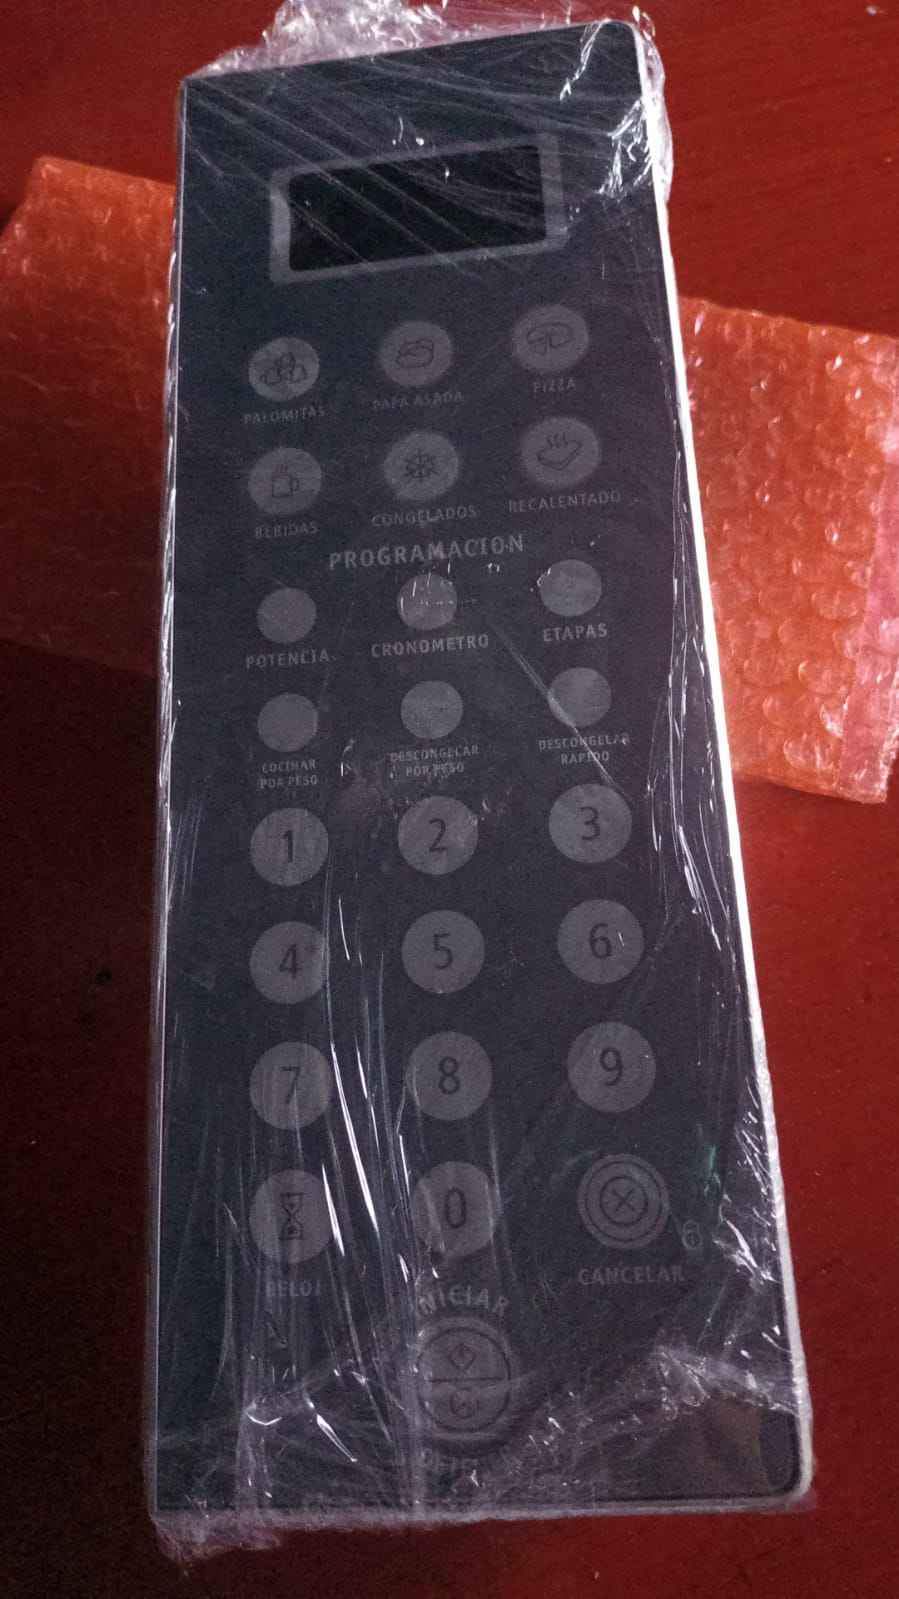 PALOMITAS PAPA ASADA PIZZA
BEBIDAS CONGELADOS RECALENTADO
PROGRAMACION
POTENCIA CRONOMETRO ETAPAS
COCINAR DESCONGELAR DESCONGELAR
POR PESO POR PESO RAPIDO
1 2 3
4 5 6
7 8 9
0
RELOJ CANCELAR
INICIAR